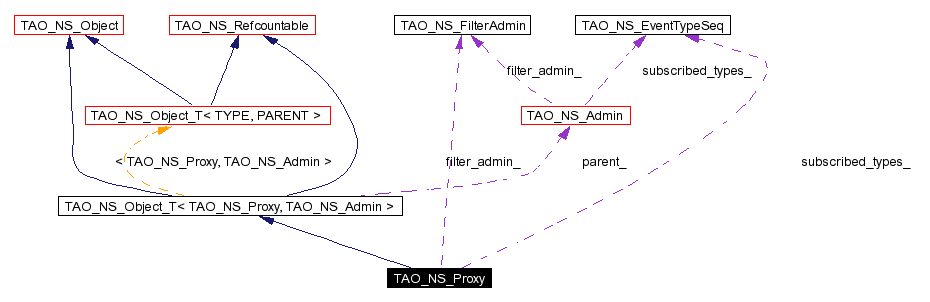 TAO_NS_Object
TAO_NS_Refcountable
TAO_NS_FilterAdmin
TAO_NS_EventTypeSeq
filter_admin_
subscribed_types_
TAO_NS_Object_T< TYPE, PARENT >
TAO_NS_Admin
< TAO_NS_Proxy, TAO_NS_Admin >
filter_admin_
parent_
subscribed_types_
TAO_NS_Object_T< TAO_NS_Proxy, TAO_NS_Admin >
TAO_NS_Proxy